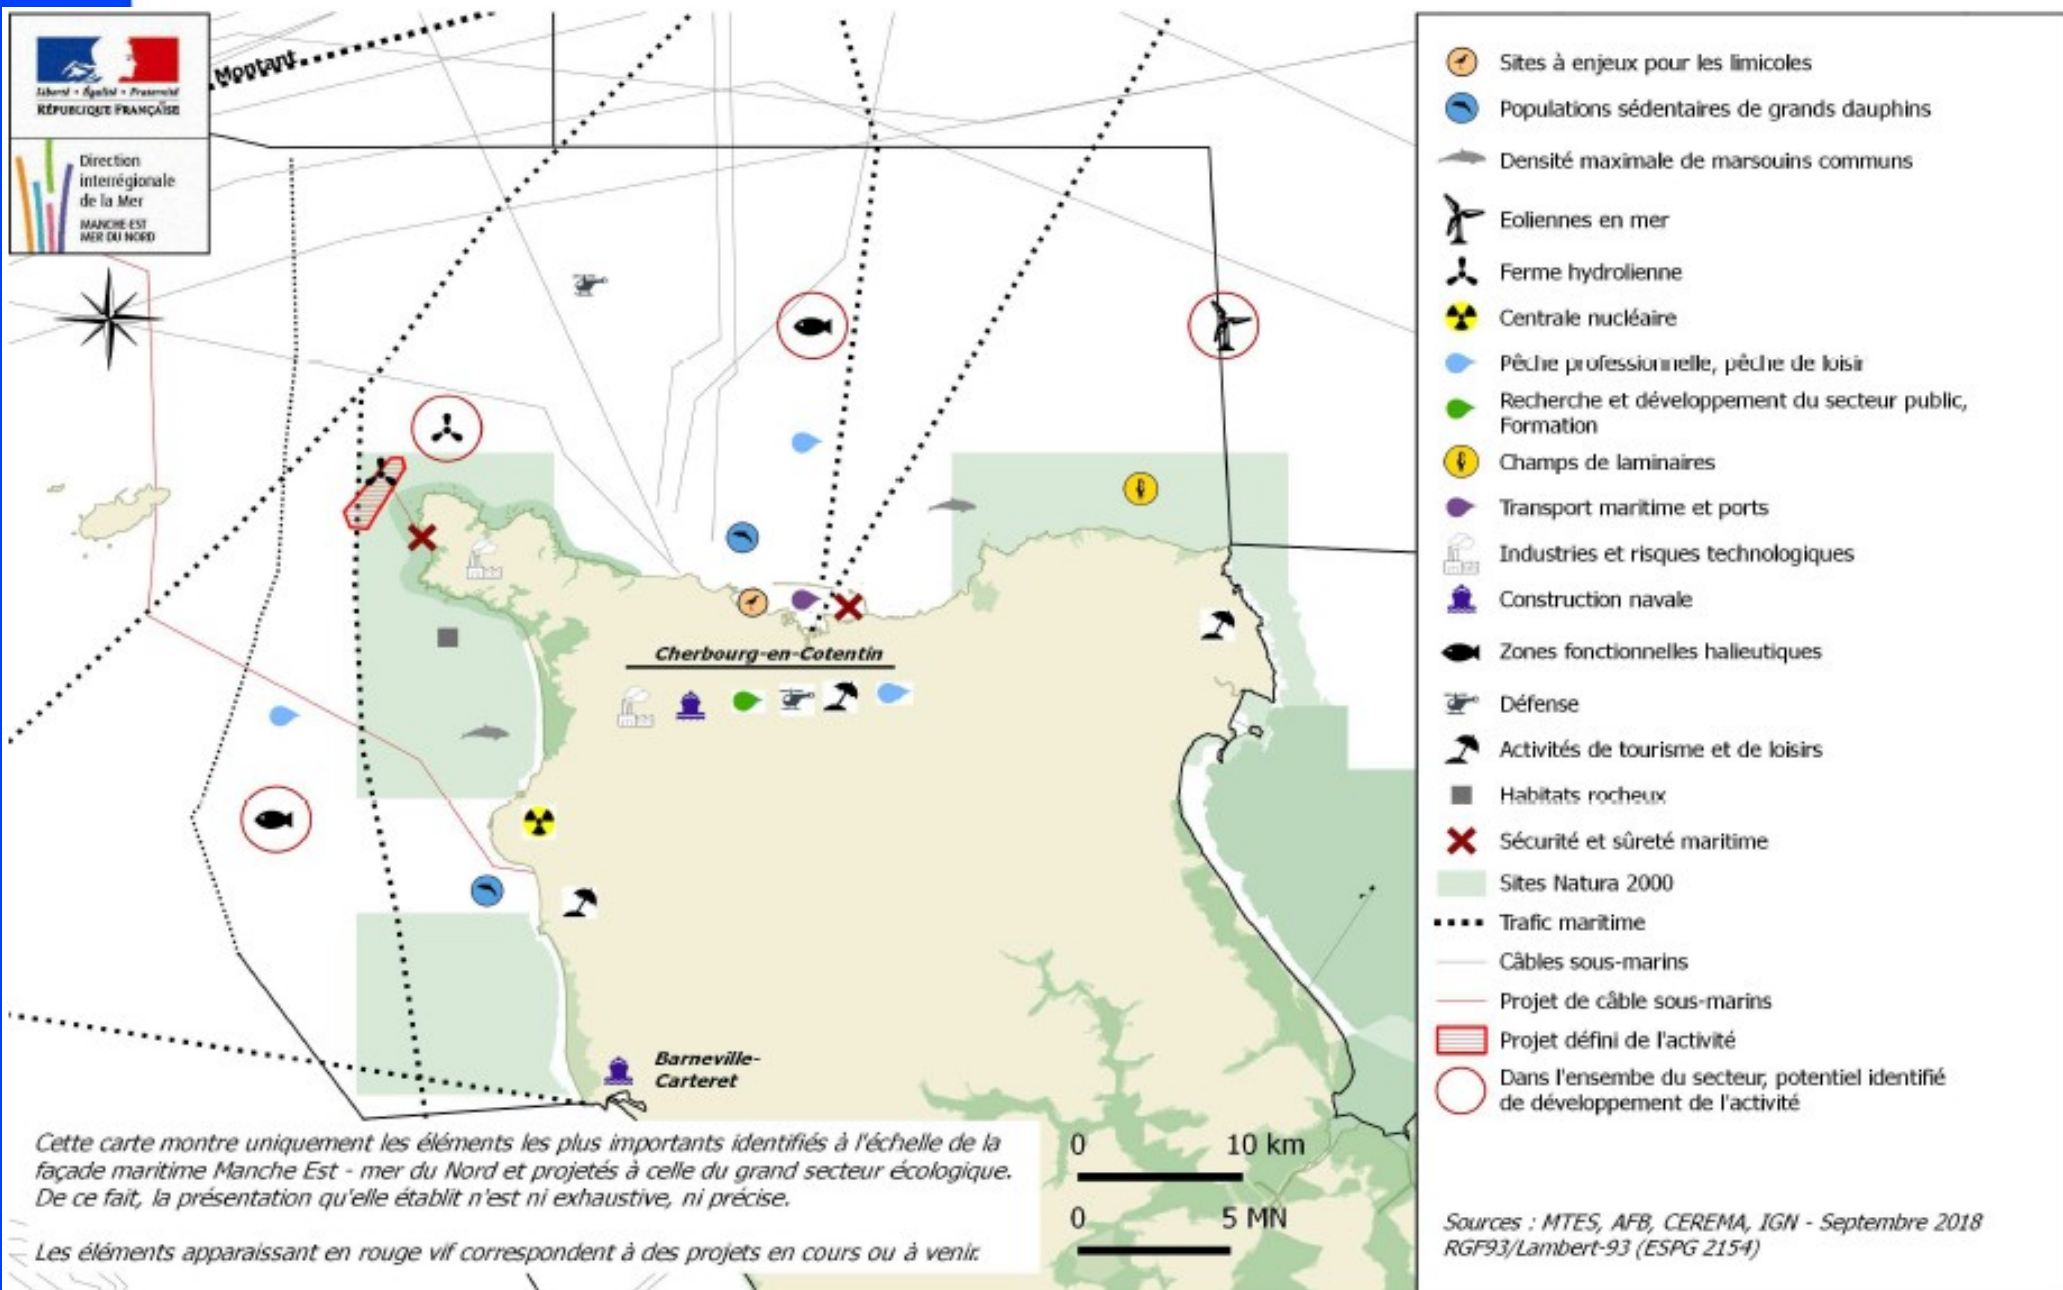 Liberté • Égalité • Fraternité
RÉPUBLIQUE FRANÇAISE
Direction
interrégionale
de la Mer
MANCHE EST
MER DU NORD
Montant
Cherbourg-en-Cotentin
Barneville-
Carteret
Cette carte montre uniquement les éléments les plus importants identifiés à l'échelle de la
façade maritime Manche Est - mer du Nord et projetés à celle du grand secteur écologique.
De ce fait, la présentation qu'elle établit n'est ni exhaustive, ni précise.
Les éléments apparaissant en rouge vif correspondent à des projets en cours ou à venir.
0 10 km
0 5 MN
Sites à enjeux pour les limicoles
Populations sédentaires de grands dauphins
Densité maximale de marsouins communs
Eoliennes en mer
Ferme hydrolienne
Centrale nucléaire
Pêche professionnelle, pêche de loisir
Recherche et développement du secteur public,
Formation
Champs de laminaires
Transport maritime et ports
Industries et risques technologiques
Construction navale
Zones fonctionnelles halieutiques
Défense
Activités de tourisme et de loisirs
Habitats rocheux
Sécurité et sûreté maritime
Sites Natura 2000
Trafic maritime
Câbles sous-marins
Projet de câble sous-marins
Projet défini de l'activité
Dans l'ensembe du secteur, potentiel identifié
de développement de l'activité
Sources : MTES, AFB, CEREMA, IGN - Septembre 2018
RGF93/Lambert-93 (ESPG 2154)